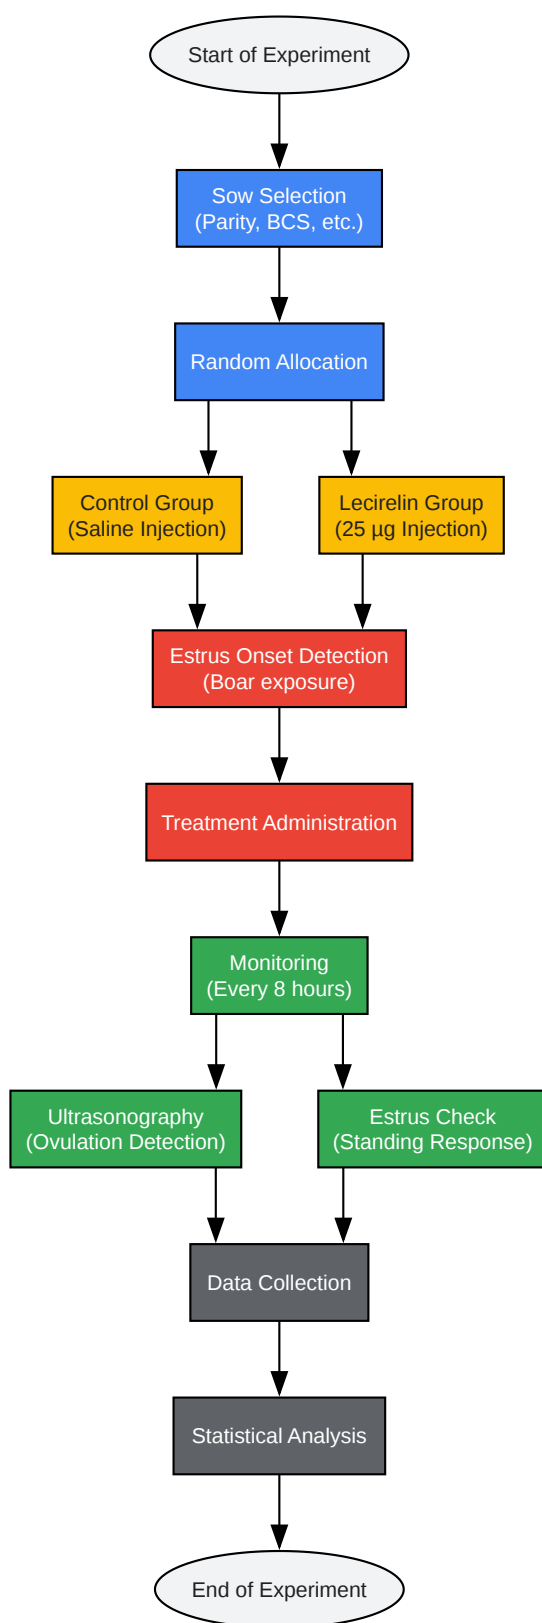 Start of Experiment
Sow Selection
(Parity, BCS, etc.)
Random Allocation
Control Group
(Saline Injection)
Lecirelin Group
(25 µg Injection)
Estrus Onset Detection
(Boar exposure)
Treatment Administration
Monitoring
(Every 8 hours)
Ultrasonography
(Ovulation Detection)
Estrus Check
(Standing Response)
Data Collection
Statistical Analysis
End of Experiment